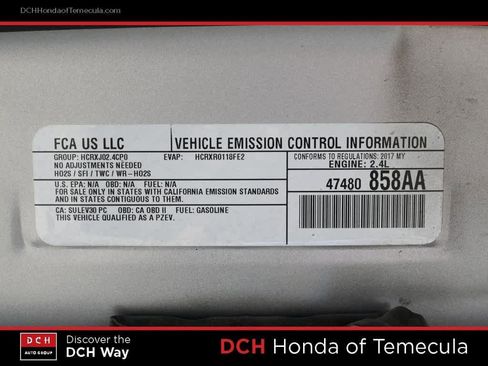 DCHHondaofTemecula.com
FCA US LLC
VEHICLE EMISSION CONTROL INFORMATION
GROUP: HCRXJ02.4CP0 EVAP: HCRXR0118FE2
NO ADJUSTMENTS NEEDED
HO2S / SFI / TWC / WR-HO2S
CONFORMS TO REGULATIONS: 2017 MY
ENGINE: 2.4L
U.S. EPA: N/A OBD: N/A FUEL: N/A
FOR SALE ONLY IN STATES WITH CALIFORNIA EMISSION STANDARDS
AND IN STATES CONTIGUOUS TO THEM.
47480 858AA
CA: SULEV30 PC OBD: CA OBD II FUEL: GASOLINE
THIS VEHICLE QUALIFIED AS A PZEV.
DCH
AUTO GROUP
Discover the
DCH Way
DCH Honda of Temecula